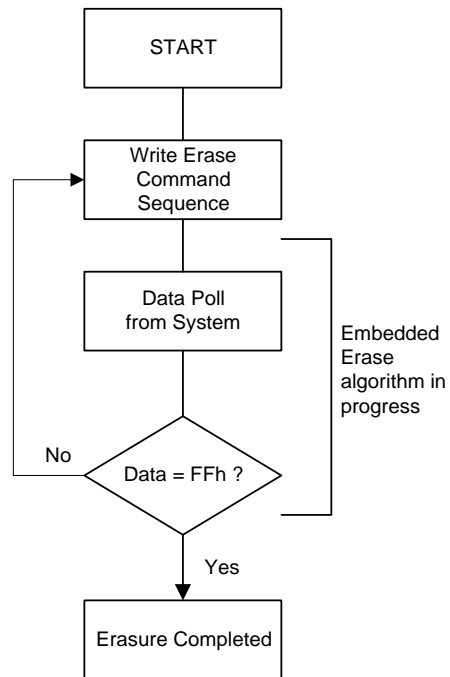 START
Write Erase
Command
Sequence
Data Poll
from System
Embedded
Erase
algorithm in
progress
No
Data = FFh ?
Yes
Erasure Completed